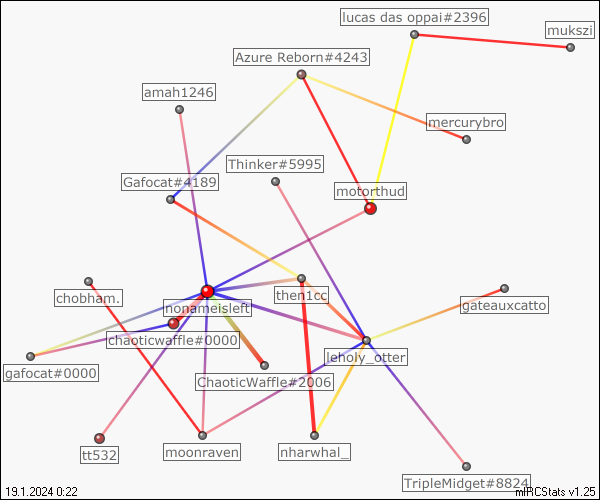 lucas das oppai#2396
mukszi
Azure Reborn#4243
amah1246
mercurybro
Thinker#5995
Gafocat#4189
motorthud
chobham.
then1cc
gateauxcatto
nonameisleft
chaoticwaffle#0000
leholy_otter
gafocat#0000
ChaoticWaffle#2006
tt532
moonraven
nharwhal_
TripleMidget#8824
19.1.2024 0:22
mIRCStats v1.25